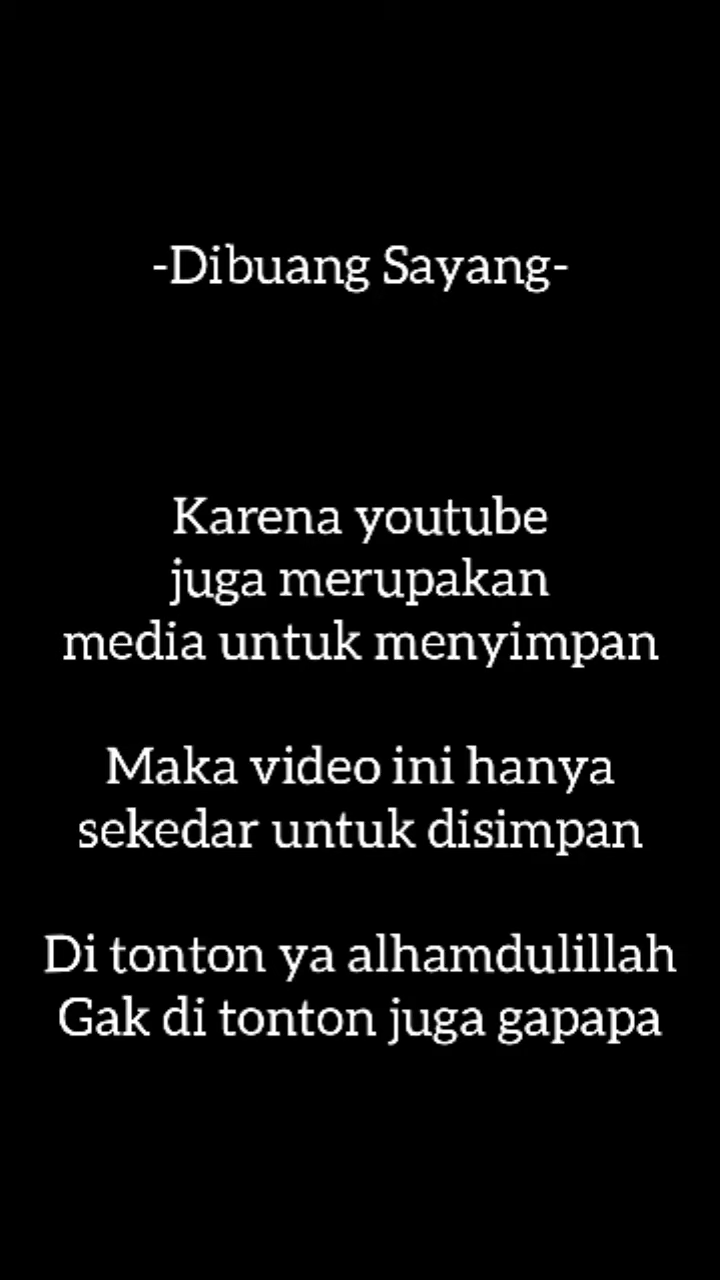 -Dibuang Sayang-
Karena youtube
juga merupakan
media untuk menyimpan
Maka video ini hanya
sekedar untuk disimpan
Di tonton ya alhamdulillah
Gak di tonton juga gapapa